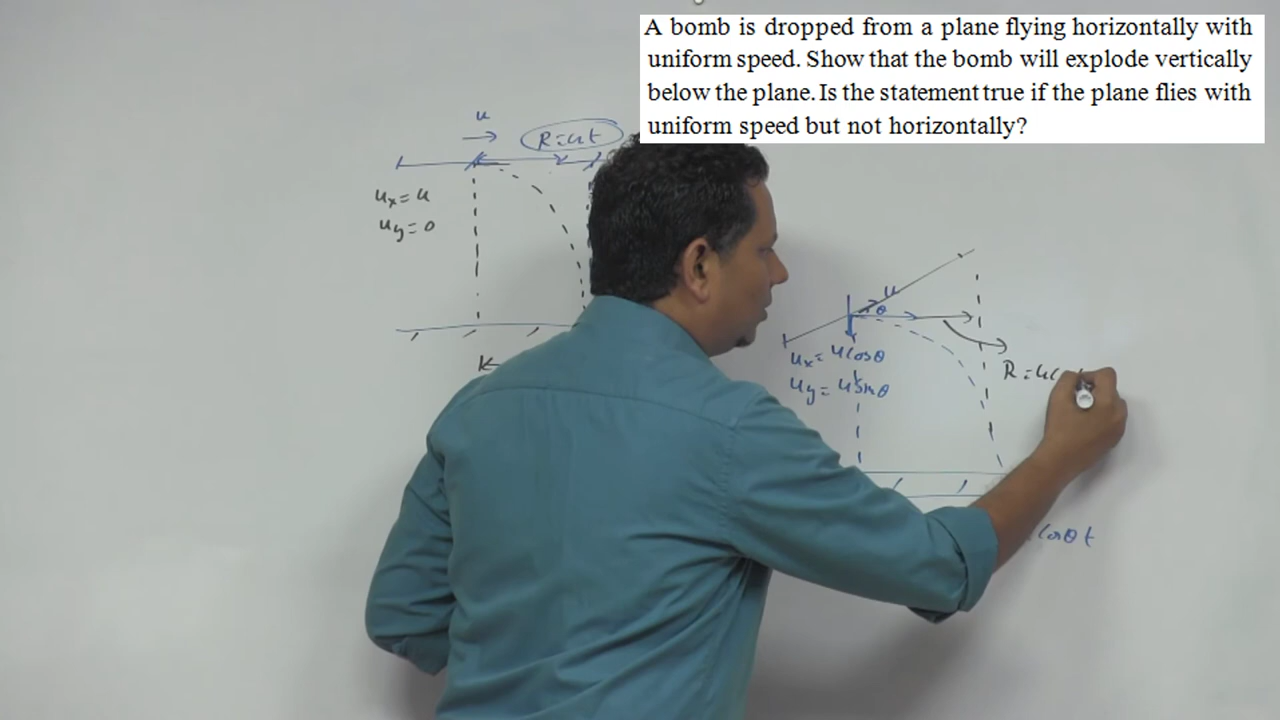 A bomb is dropped from a plane flying horizontally with
uniform speed. Show that the bomb will explode vertically
below the plane. Is the statement true if the plane flies with
uniform speed but not horizontally?
u
R=ut
uₓ= u
u_y= 0
u
θ
uₓ= ucosθ
u_y= usinθ
R=uc
cosθ t